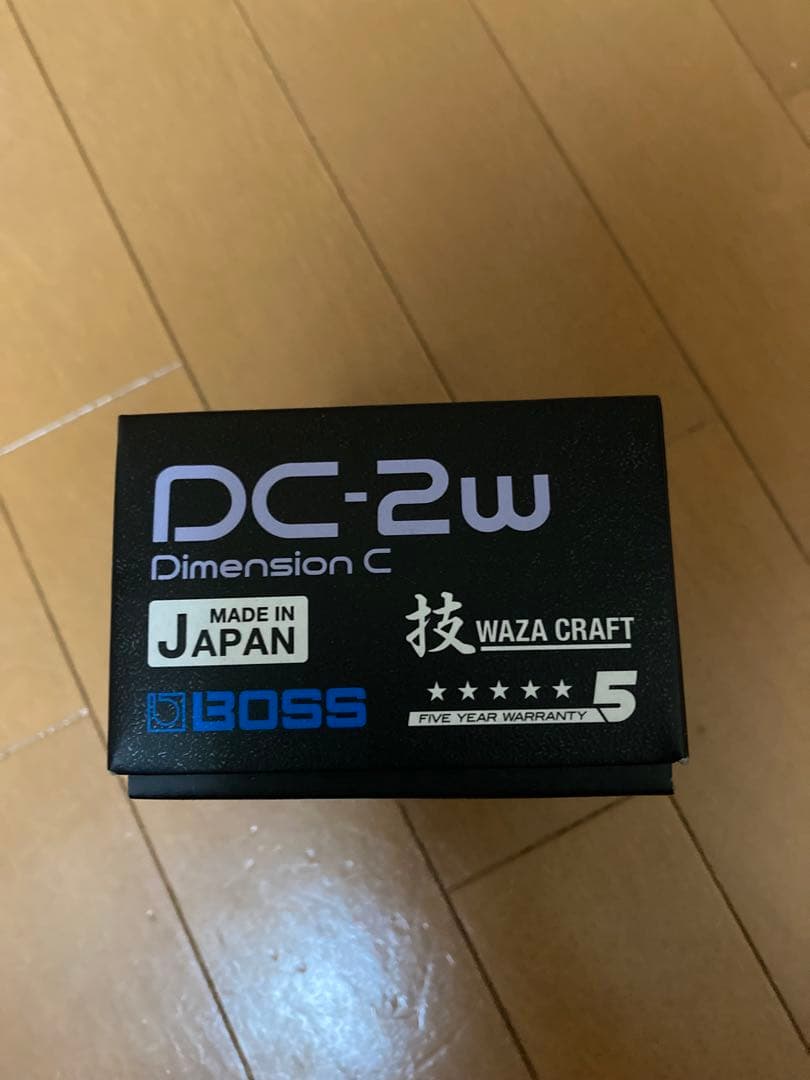 DC-2w
Dimension C
MADE IN
JAPAN
技 WAZA CRAFT
BOSS
★★★★★ 5
FIVE YEAR WARRANTY